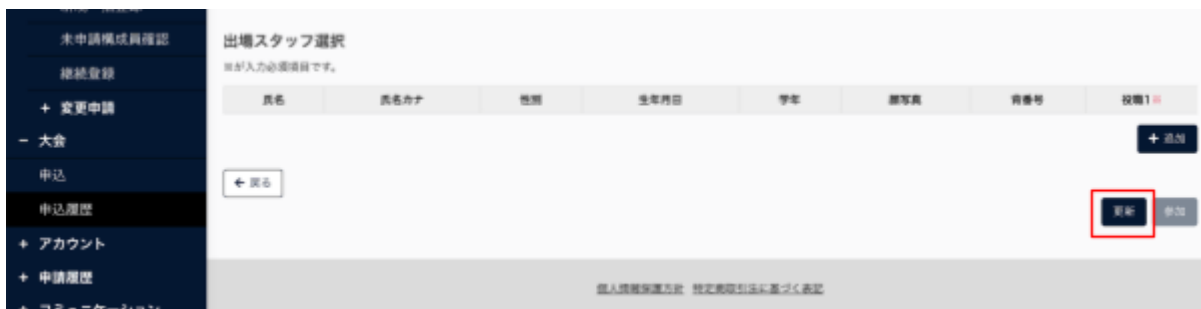 未申請構成員確認
継続登録
+ 変更申請
− 大会
申込
申込履歴
+ アカウント
+ 申請履歴
出場スタッフ選択
※が入力必須項目です。
氏名 氏名カナ 性別 生年月日 学年 顔写真 背番号 役職1※
+ 追加
← 戻る
更新 参加
個人情報保護方針 特定商取引法に基づく表記